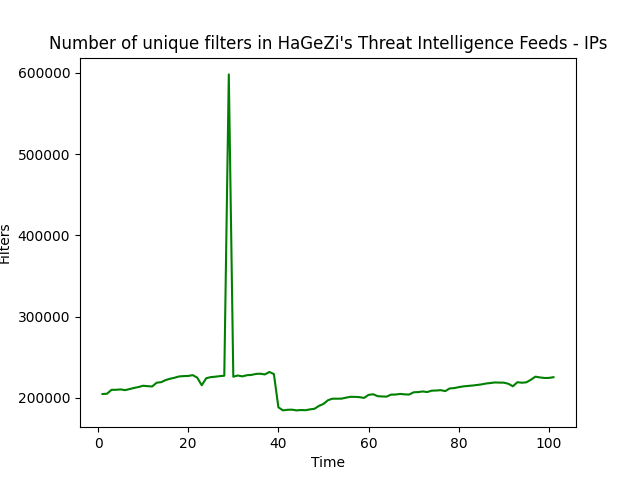 Number of unique filters in HaGeZi's Threat Intelligence Feeds - IPs
600000
500000
400000
300000
200000
Filters
0 20 40 60 80 100
Time